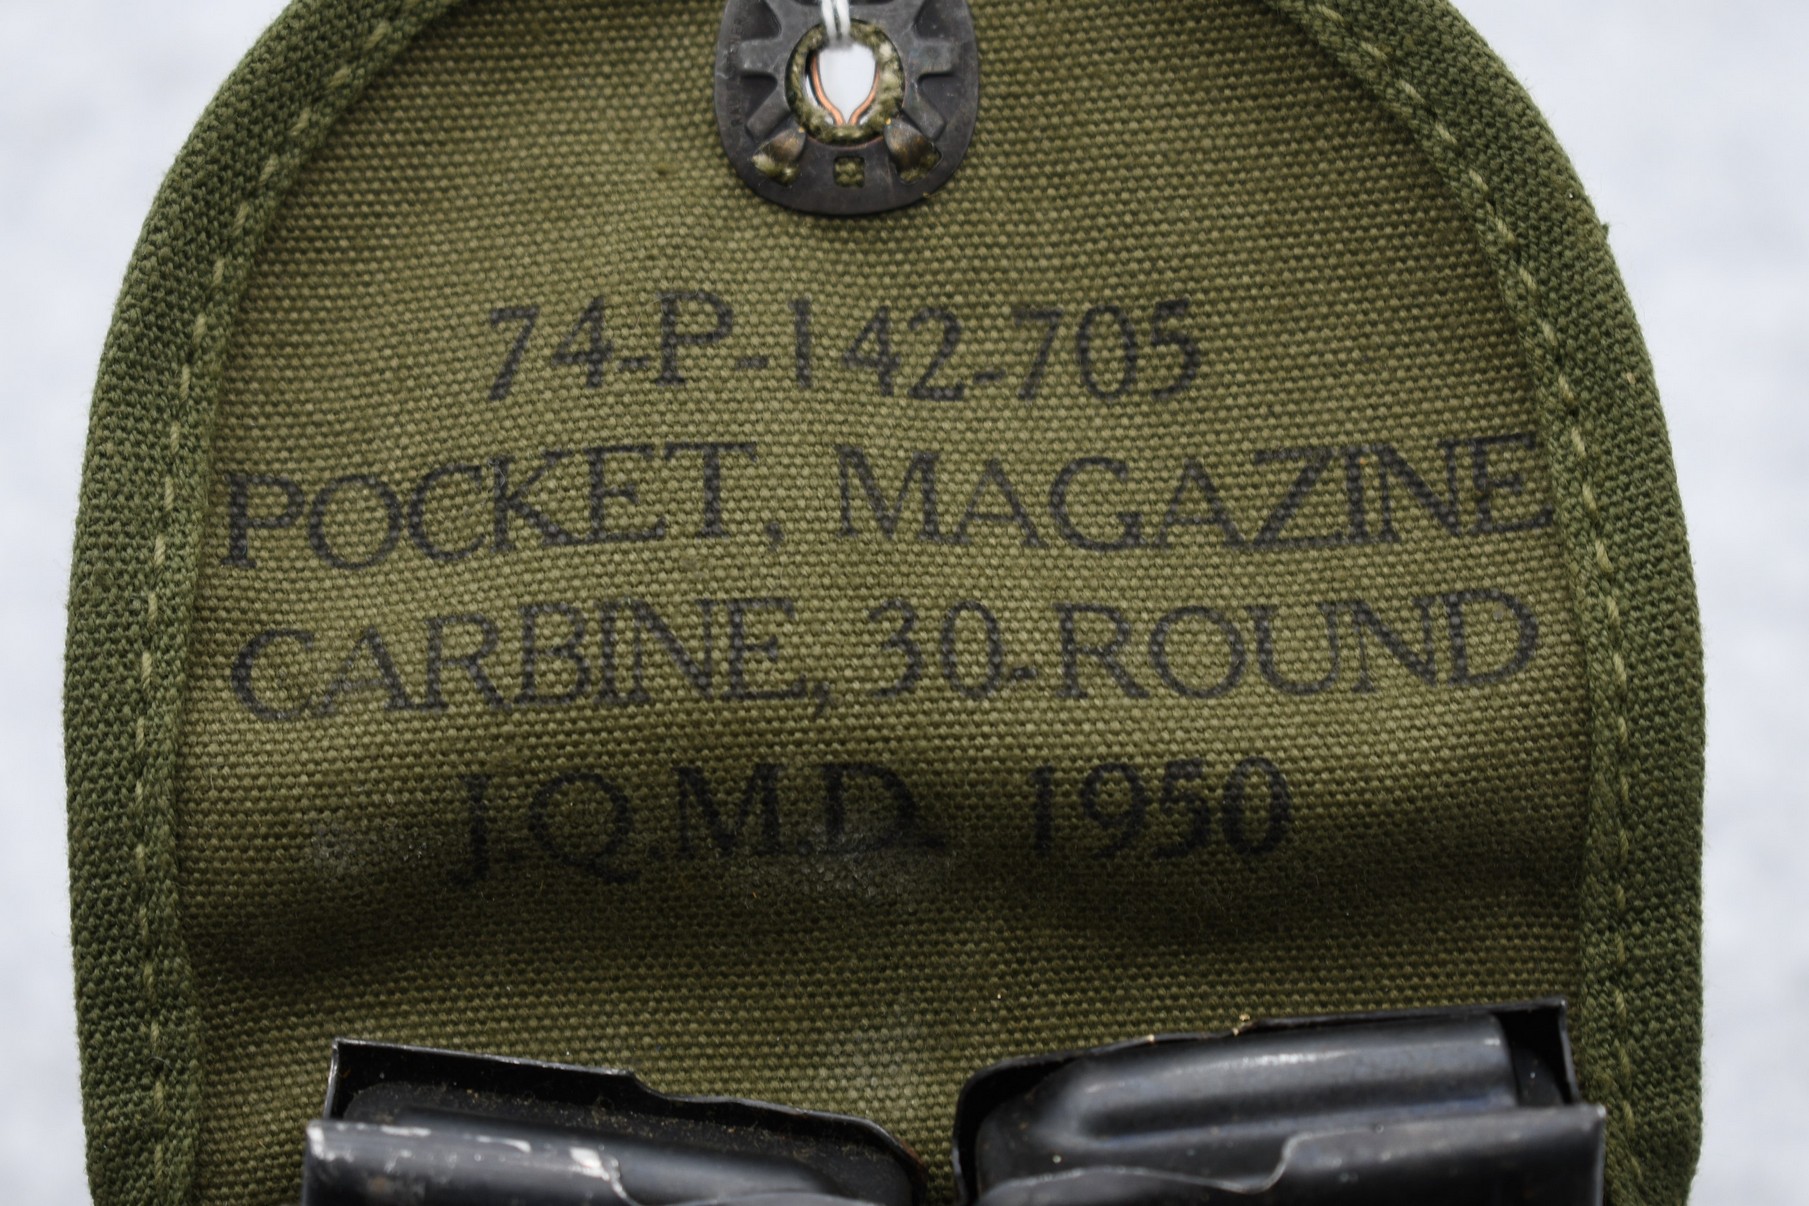 74-P-142-705
POCKET, MAGAZINE
CARBINE, 30-ROUND
J.Q.M.D. 1950